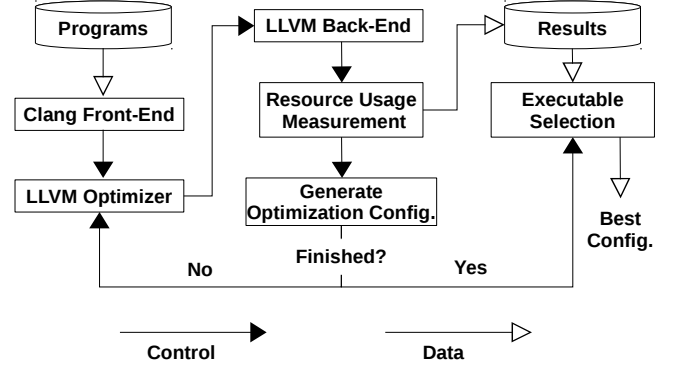 Programs
Clang Front-End
LLVM Optimizer
LLVM Back-End
Resource Usage
Measurement
Generate
Optimization Config.
Finished?
No
Yes
Results
Executable
Selection
Best
Config.
Control
Data